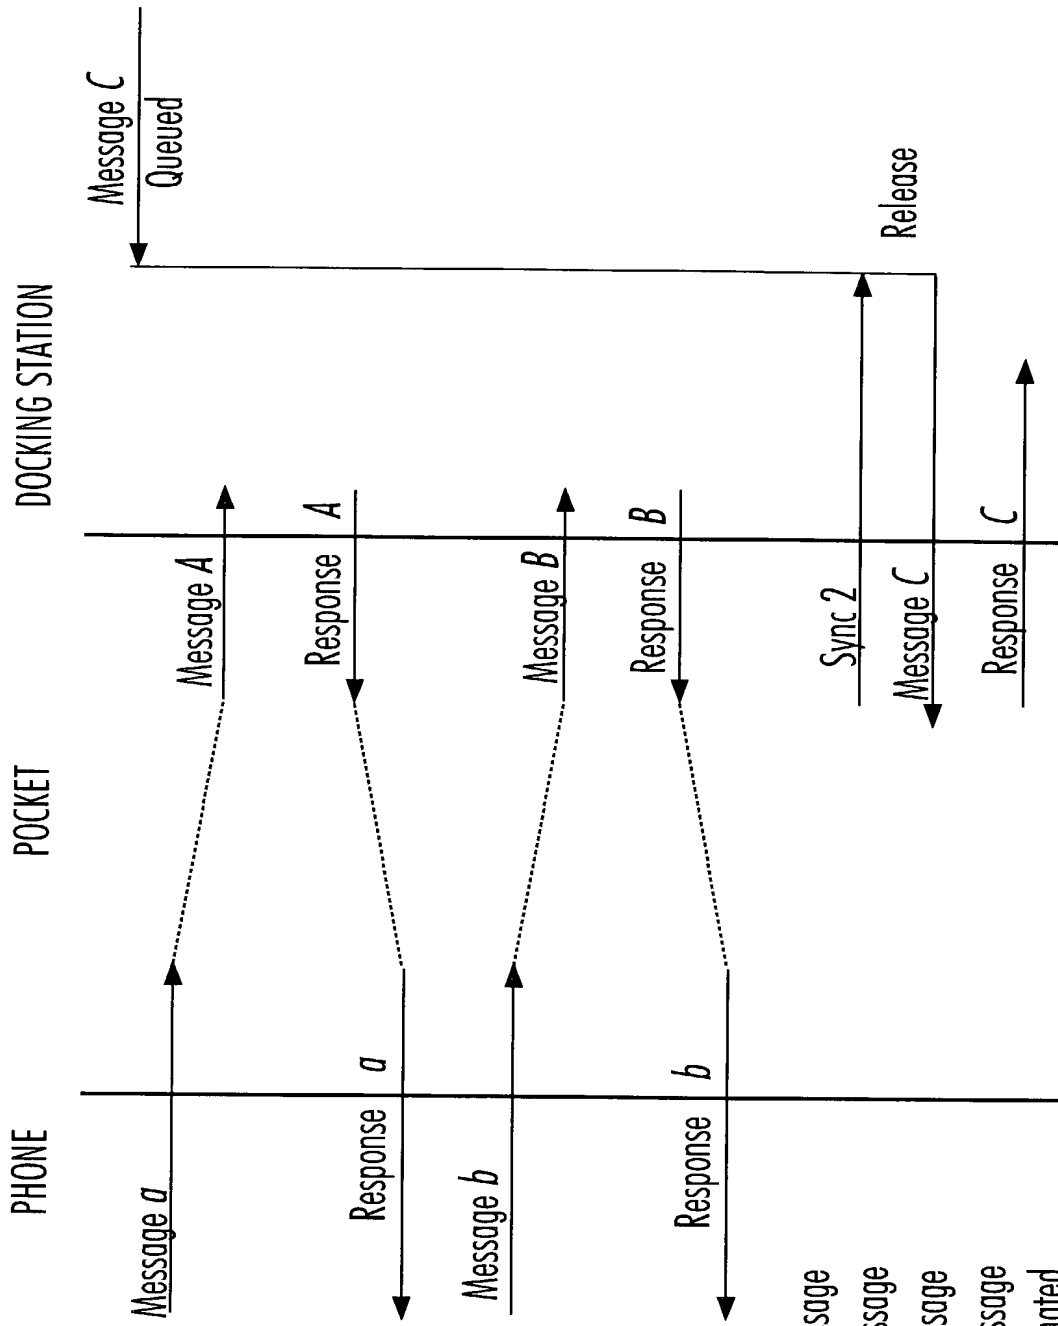 PHONE POCKET DOCKING STATION
Message C
Queued
Message a
Message A
Response A
Response a
Message b
Message B
Response B
Response b
Sync 2
Release
Message C
Response C